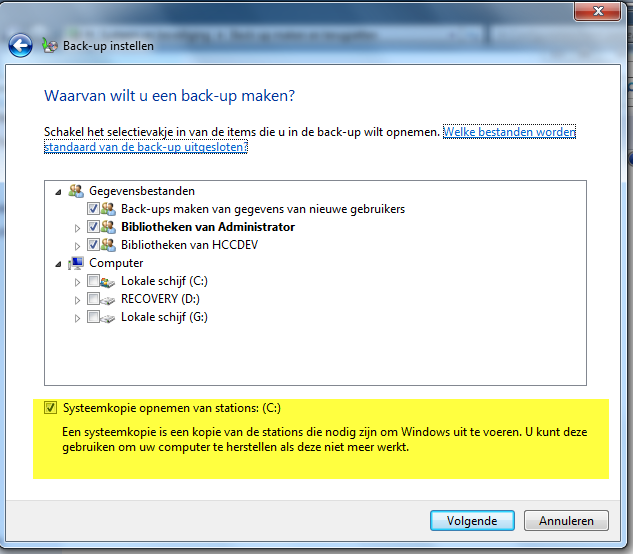 Back-up instellen
Waarvan wilt u een back-up maken?
Schakel het selectievakje in van de items die u in de back-up wilt opnemen. Welke bestanden worden
standaard van de back-up uitgesloten?
Gegevensbestanden
Back-ups maken van gegevens van nieuwe gebruikers
Bibliotheken van Administrator
Bibliotheken van HCCDEV
Computer
Lokale schijf (C:)
RECOVERY (D:)
Lokale schijf (G:)
Systeemkopie opnemen van stations: (C:)
Een systeemkopie is een kopie van de stations die nodig zijn om Windows uit te voeren. U kunt deze
gebruiken om uw computer te herstellen als deze niet meer werkt.
Volgende
Annuleren